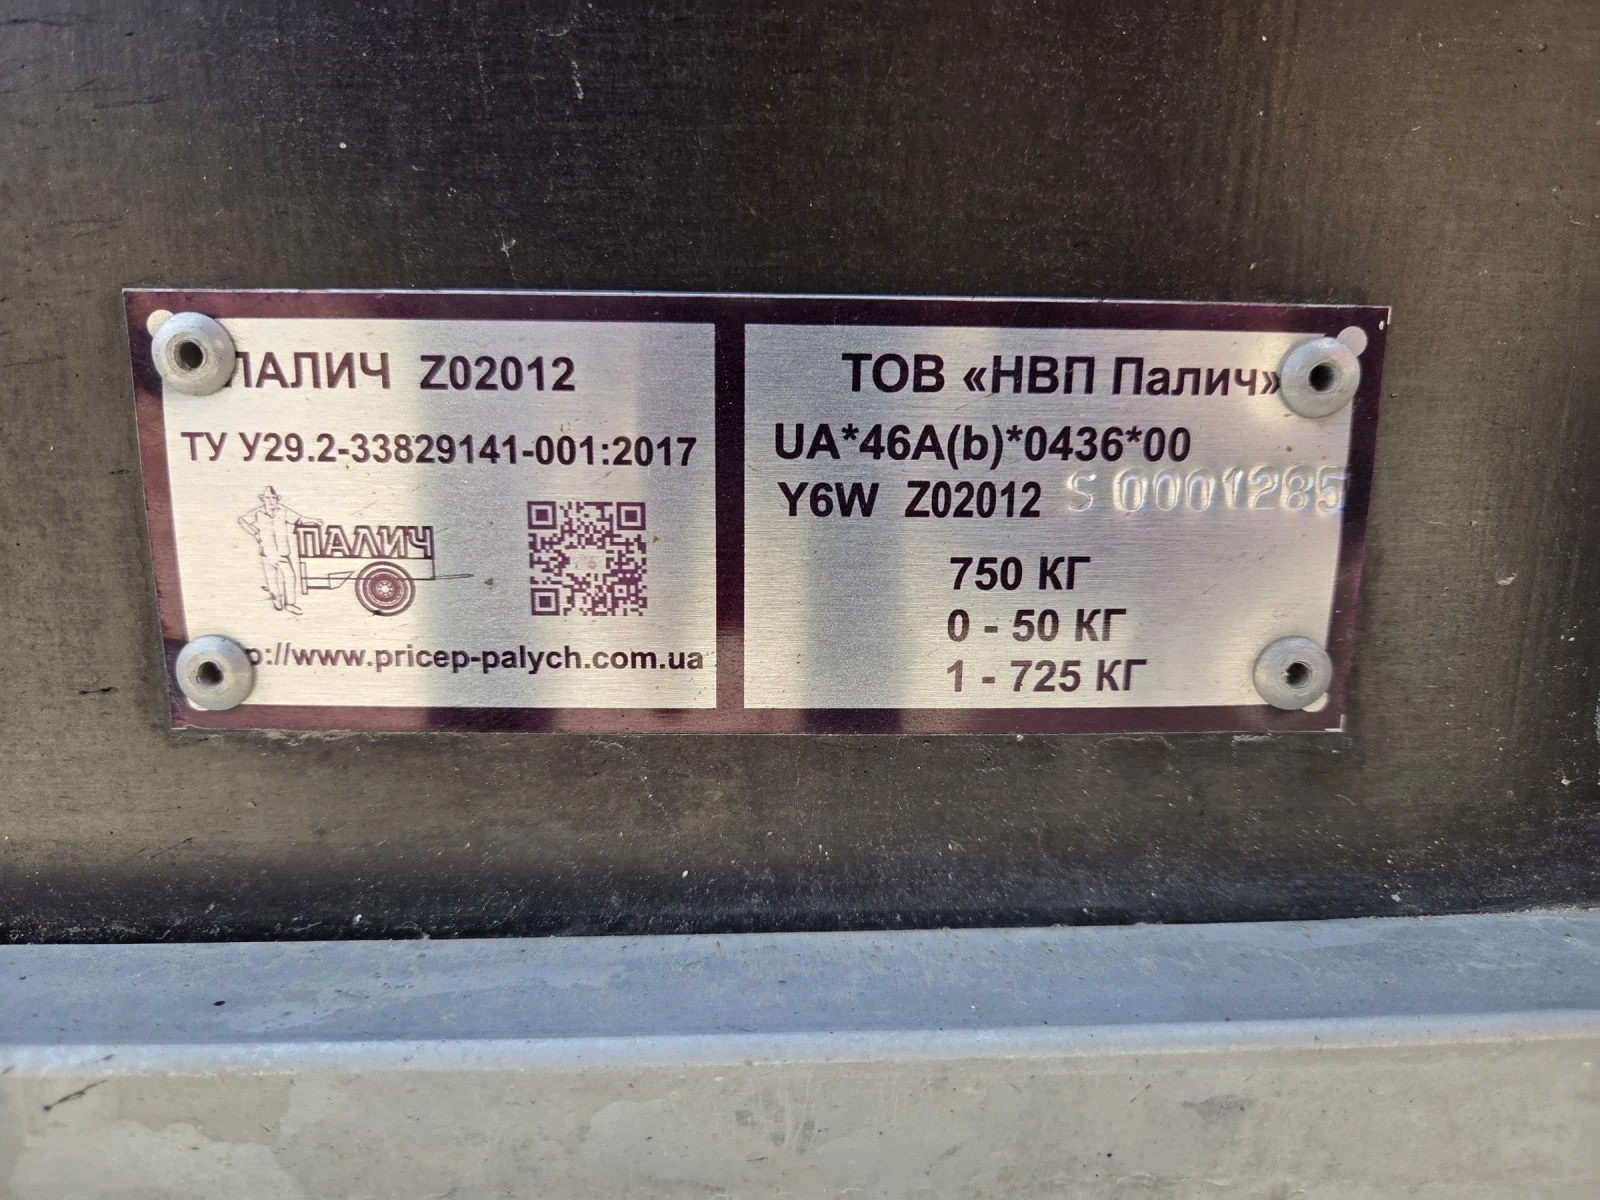 ПАЛИЧ Z02012
ТУ У29.2-33829141-001:2017
ПАЛИЧ
p://www.pricep-palych.com.ua
ТОВ «НВП Палич»
UA*46A(b)*0436*00
Y6W Z02012 S 0001285
750 КГ
0 - 50 КГ
1 - 725 КГ